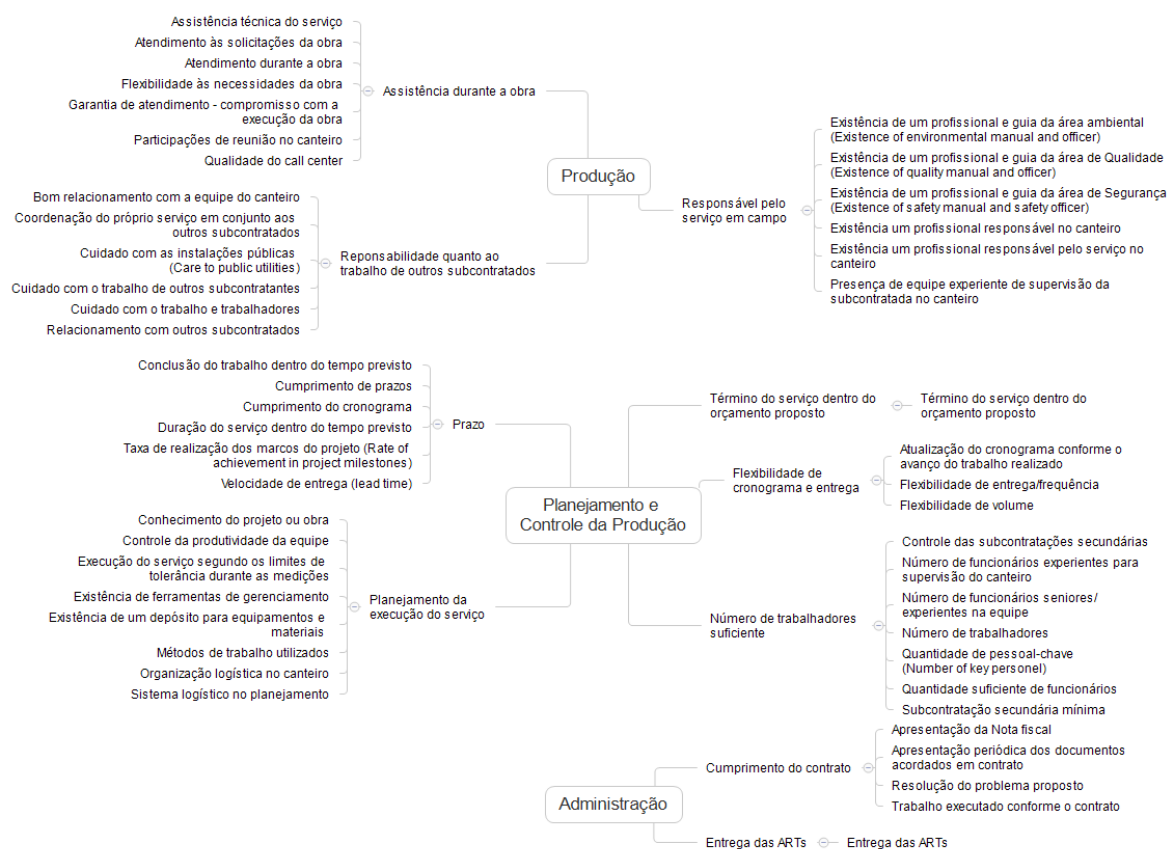 Assistência técnica do serviço
Atendimento às solicitações da obra
Atendimento durante a obra
Flexibilidade às necessidades da obra
Garantia de atendimento - compromisso com a
execução da obra
Participações de reunião no canteiro
Qualidade do call center
Assistência durante a obra
Bom relacionamento com a equipe do canteiro
Coordenação do próprio serviço em conjunto aos
outros subcontratados
Cuidado com as instalações públicas
(Care to public utilities)
Cuidado com o trabalho de outros subcontratantes
Cuidado com o trabalho e trabalhadores
Relacionamento com outros subcontratados
Reponsabilidade quanto ao
trabalho de outros subcontratados
Produção
Responsável pelo
serviço em campo
Existência de um profissional e guia da área ambiental
(Existence of environmental manual and officer)
Existência de um profissional e guia da área de Qualidade
(Existence of quality manual and officer)
Existência de um profissional e guia da área de Segurança
(Existence of safety manual and safety officer)
Existência um profissional responsável no canteiro
Existência um profissional responsável pelo serviço no
canteiro
Presença de equipe experiente de supervisão da
subcontratada no canteiro
Conclusão do trabalho dentro do tempo previsto
Cumprimento de prazos
Cumprimento do cronograma
Duração do serviço dentro do tempo previsto
Taxa de realização dos marcos do projeto (Rate of
achievement in project milestones)
Velocidade de entrega (lead time)
Prazo
Conhecimento do projeto ou obra
Controle da produtividade da equipe
Execução do serviço segundo os limites de
tolerância durante as medições
Existência de ferramentas de gerenciamento
Existência de um depósito para equipamentos e
materiais
Métodos de trabalho utilizados
Organização logística no canteiro
Sistema logístico no planejamento
Planejamento da
execução do serviço
Planejamento e
Controle da Produção
Término do serviço dentro do
orçamento proposto
Término do serviço dentro do
orçamento proposto
Flexibilidade de
cronograma e entrega
Atualização do cronograma conforme o
avanço do trabalho realizado
Flexibilidade de entrega/frequência
Flexibilidade de volume
Número de trabalhadores
suficiente
Controle das subcontratações secundárias
Número de funcionários experientes para
supervisão do canteiro
Número de funcionários seniores/
experientes na equipe
Número de trabalhadores
Quantidade de pessoal-chave
(Number of key personel)
Quantidade suficiente de funcionários
Subcontratação secundária mínima
Administração
Cumprimento do contrato
Apresentação da Nota fiscal
Apresentação periódica dos documentos
acordados em contrato
Resolução do problema proposto
Trabalho executado conforme o contrato
Entrega das ARTs
Entrega das ARTs